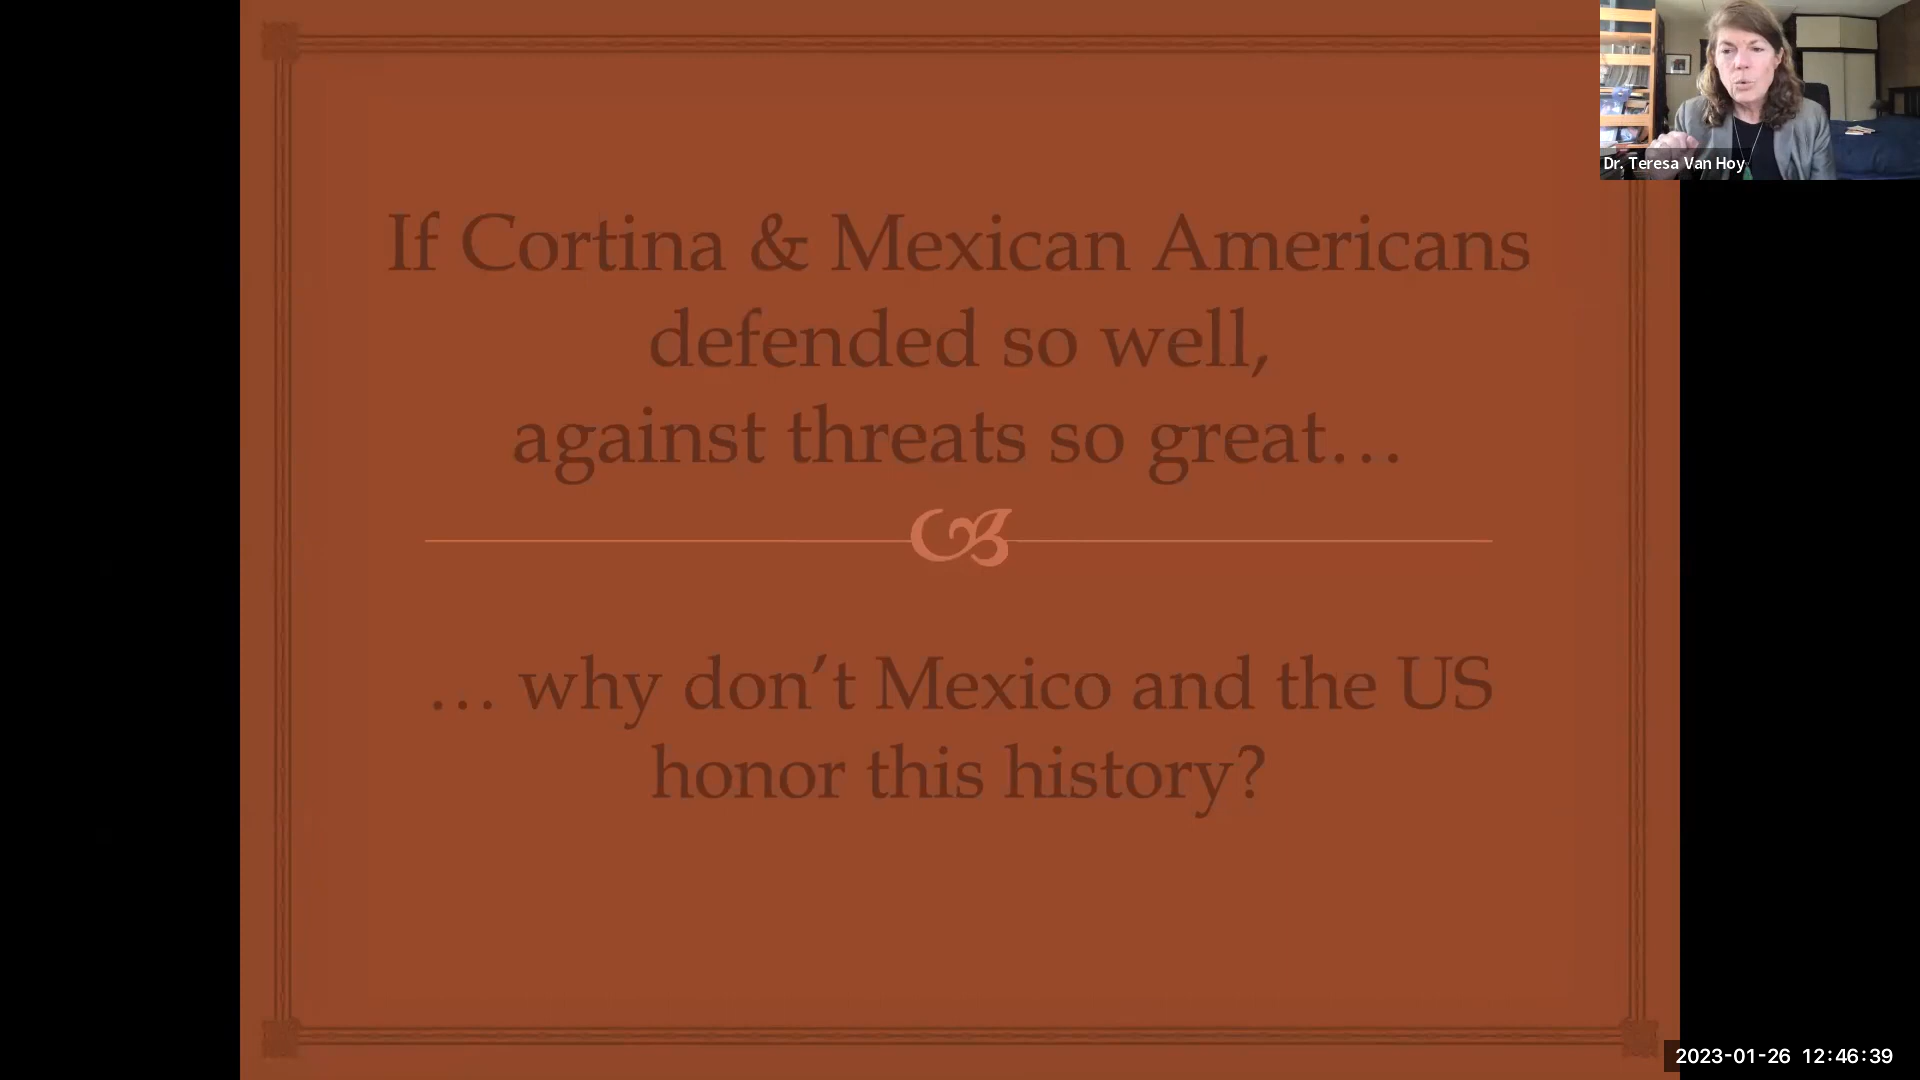 Dr. Teresa Van Hoy
If Cortina & Mexican Americans
defended so well,
against threats so great…
… why don’t Mexico and the US
honor this history?
2023-01-26 12:46:39